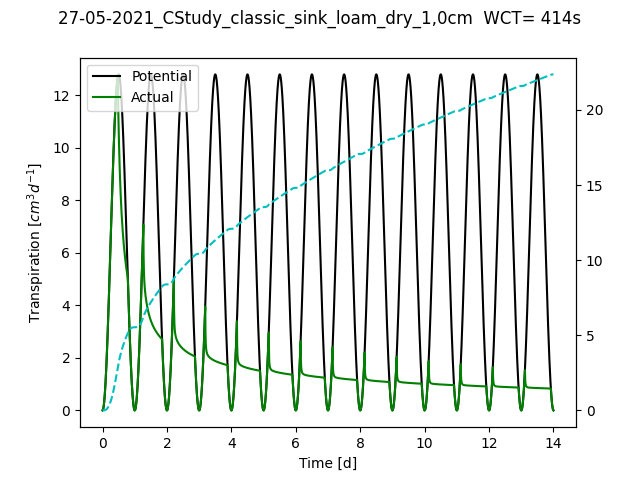 27-05-2021_CStudy_classic_sink_loam_dry_1,0cm  WCT= 414s
Potential
Actual
Transpiration [cm³d⁻¹]
12
10
8
6
4
2
0
20
15
10
5
0
0 2 4 6 8 10 12 14
Time [d]